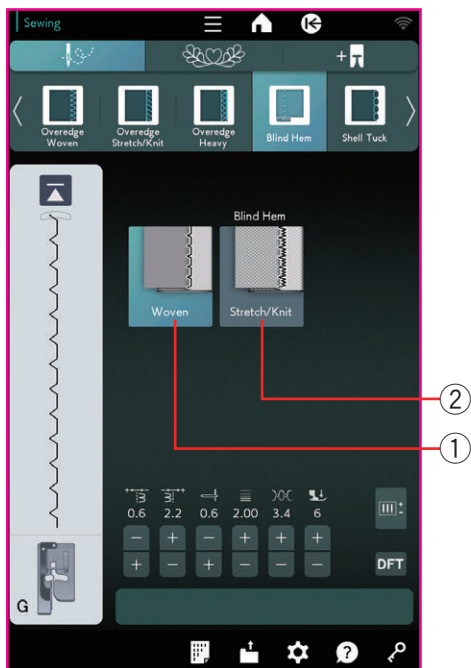 Sewing
Overedge
Woven
Overedge
Stretch/Knit
Overedge
Heavy
Blind Hem
Shell Tuck
Blind Hem
Woven
Stretch/Knit
2
1
0.6 2.2 0.6 2.00 3.4 6
- + - + + +
+ - + - - -
DFT
G
?